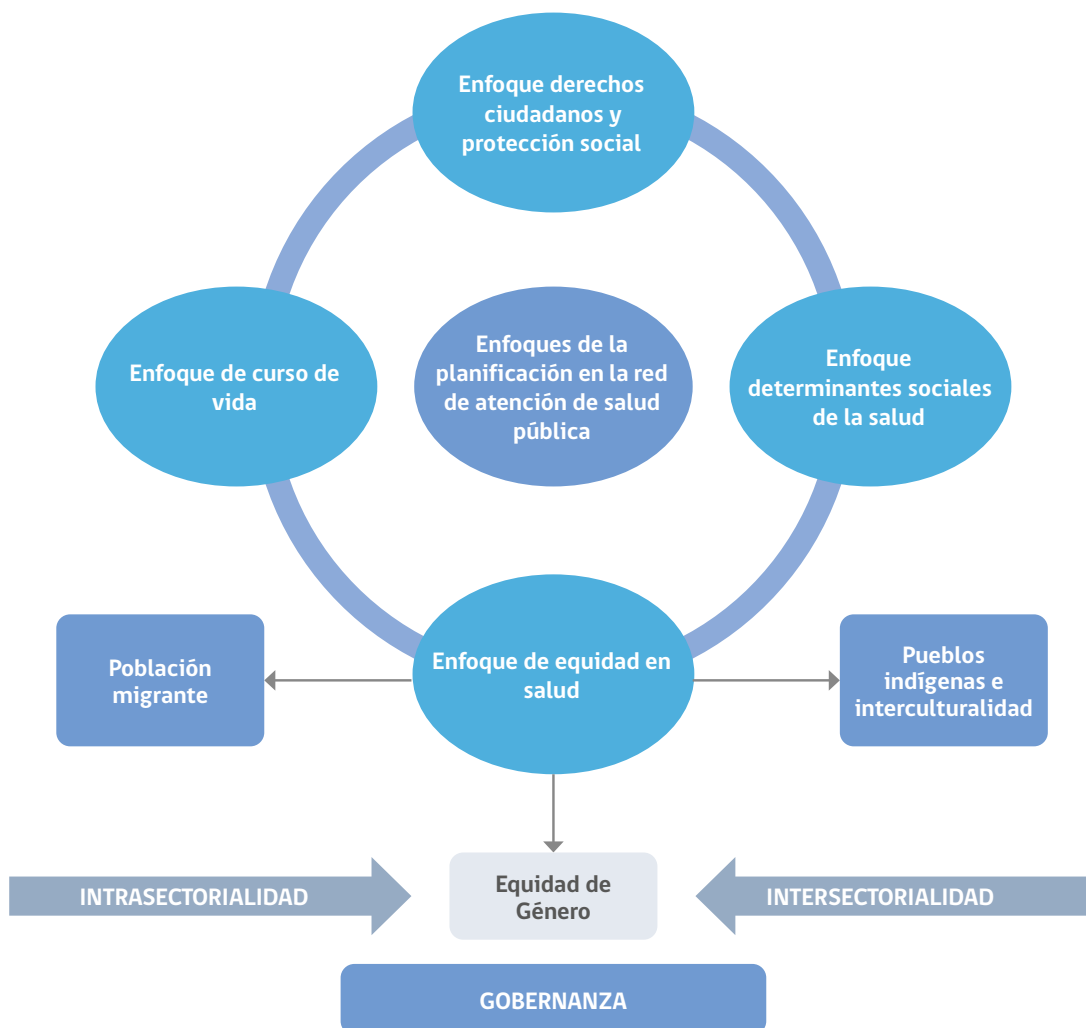 Enfoque derechos
ciudadanos y
protección social
Enfoque de curso de
vida
Enfoques de la
planificación en la red
de atención de salud
pública
Enfoque
determinantes sociales
de la salud
Enfoque de equidad en
salud
Población
migrante
Pueblos
indígenas e
interculturalidad
INTRASECTORIALIDAD
Equidad de
Género
INTERSECTORIALIDAD
GOBERNANZA